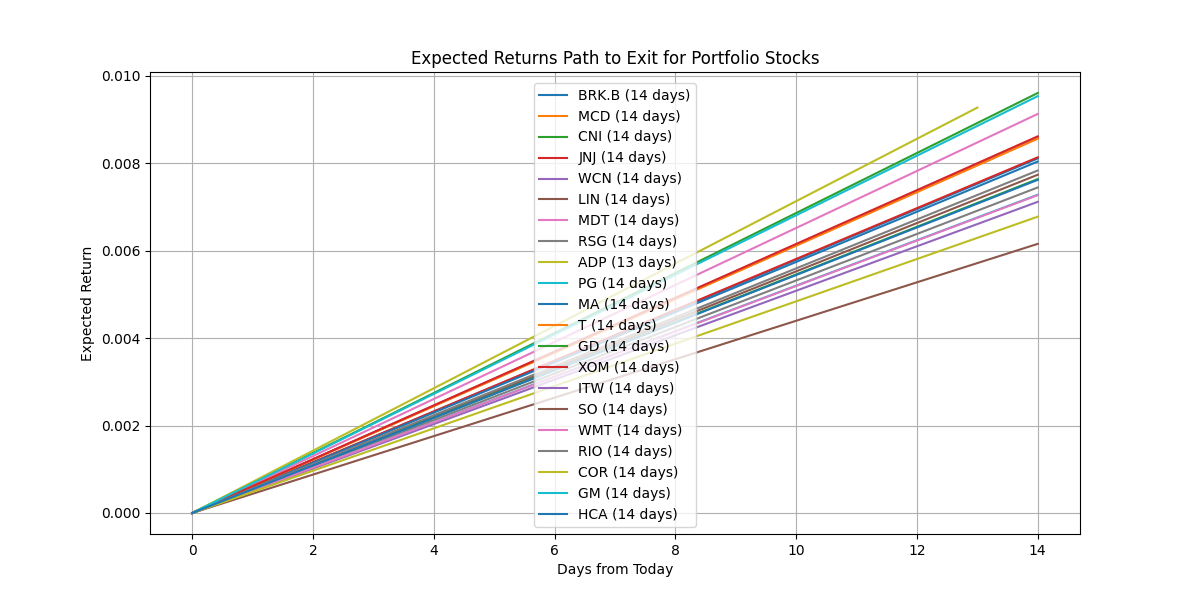 Expected Returns Path to Exit for Portfolio Stocks
0.010
0.008
0.006
0.004
0.002
0.000
Expected Return
BRK.B (14 days)
MCD (14 days)
CNI (14 days)
JNJ (14 days)
WCN (14 days)
LIN (14 days)
MDT (14 days)
RSG (14 days)
ADP (13 days)
PG (14 days)
MA (14 days)
T (14 days)
GD (14 days)
XOM (14 days)
ITW (14 days)
SO (14 days)
WMT (14 days)
RIO (14 days)
COR (14 days)
GM (14 days)
HCA (14 days)
0 2 4 6 8 10 12 14
Days from Today